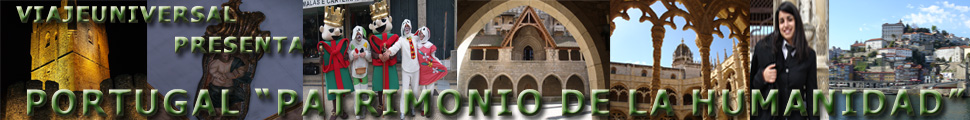 VIAJEUNIVERSAL
PRESENTA
PORTUGAL “PATRIMONIO DE LA HUMANIDAD”